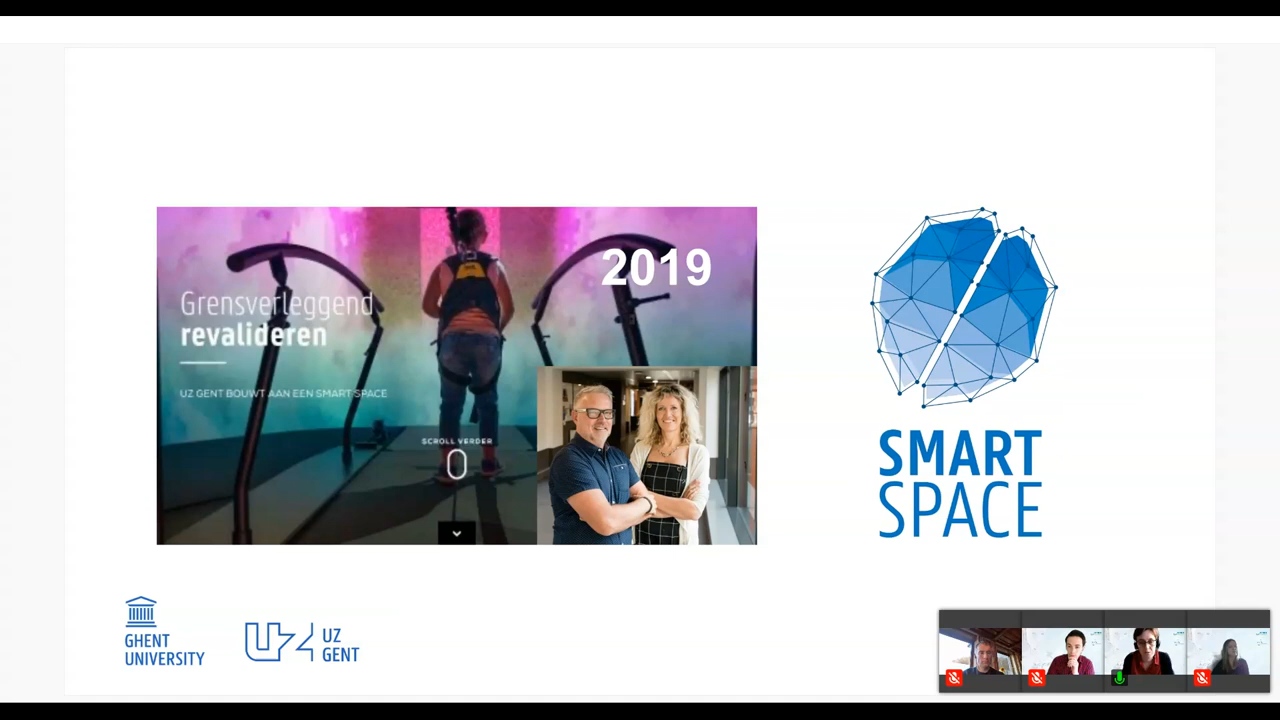 2019
Grensverleggend
revalideren
UZ GENT BOUWT AAN EEN SMART SPACE
SCROLL VERDER
SMART
SPACE
GHENT
UNIVERSITY
UZ
GENT